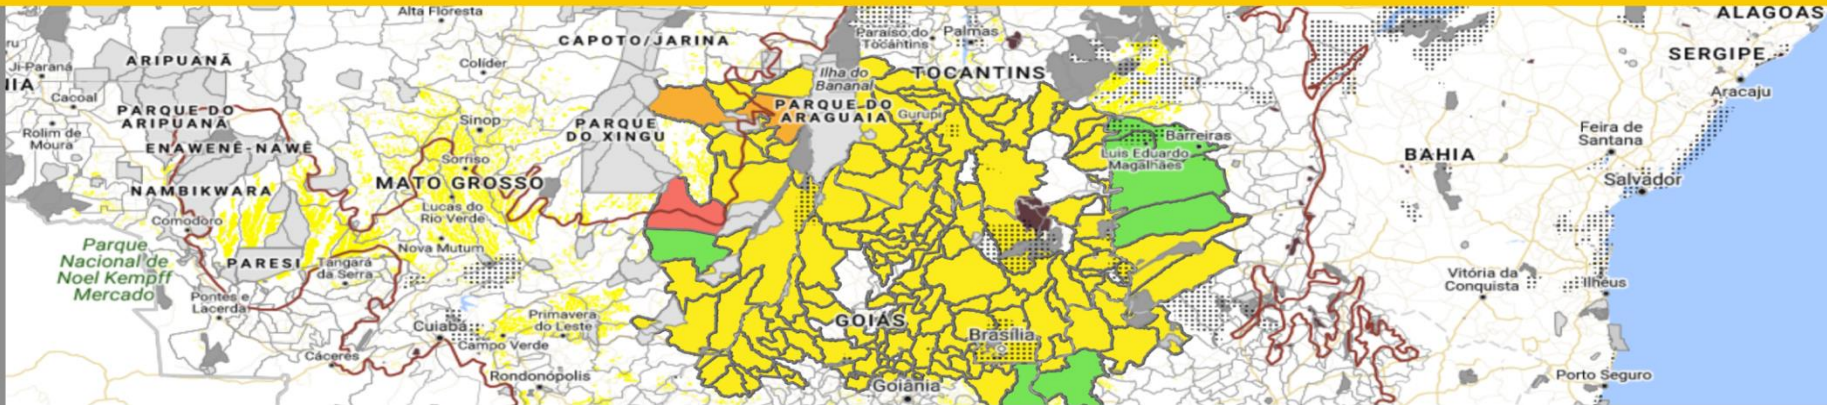 Alta Floresta
ALAGOAS
CAPOTO/JARINA
Paraíso do
Tocantins
Palmas
SERGIPE
ARIPUANÃ
Ji-Paraná
Colíder
Ilha do
Bananal
TOCANTINS
NIA
Cacoal
Aracaju
PARQUE DO
ARIPUANÃ
Sinop
PARQUE DO
ARAGUAIA
Gurupi
PARQUE
DO XINGU
Rolim de
Moura
Barreiras
Feira de
Santana
ENAWENÊ-NAWÊ
Sorriso
Luis Eduardo
Magalhães
BAHIA
NAMBIKWARA
MATO GROSSO
Salvador
Comodoro
Lucas do
Rio Verde
Parque
Nacional de
Noel Kempff
Mercado
Nova Mutum
PARESI
Tangará
da Serra
Vitória da
Conquista
Ilhéus
Pontes e
Lacerda
Primavera
do Leste
GOIÁS
Cuiabá
Brasília
Campo Verde
Cáceres
Rondonópolis
Goiânia
Porto Seguro